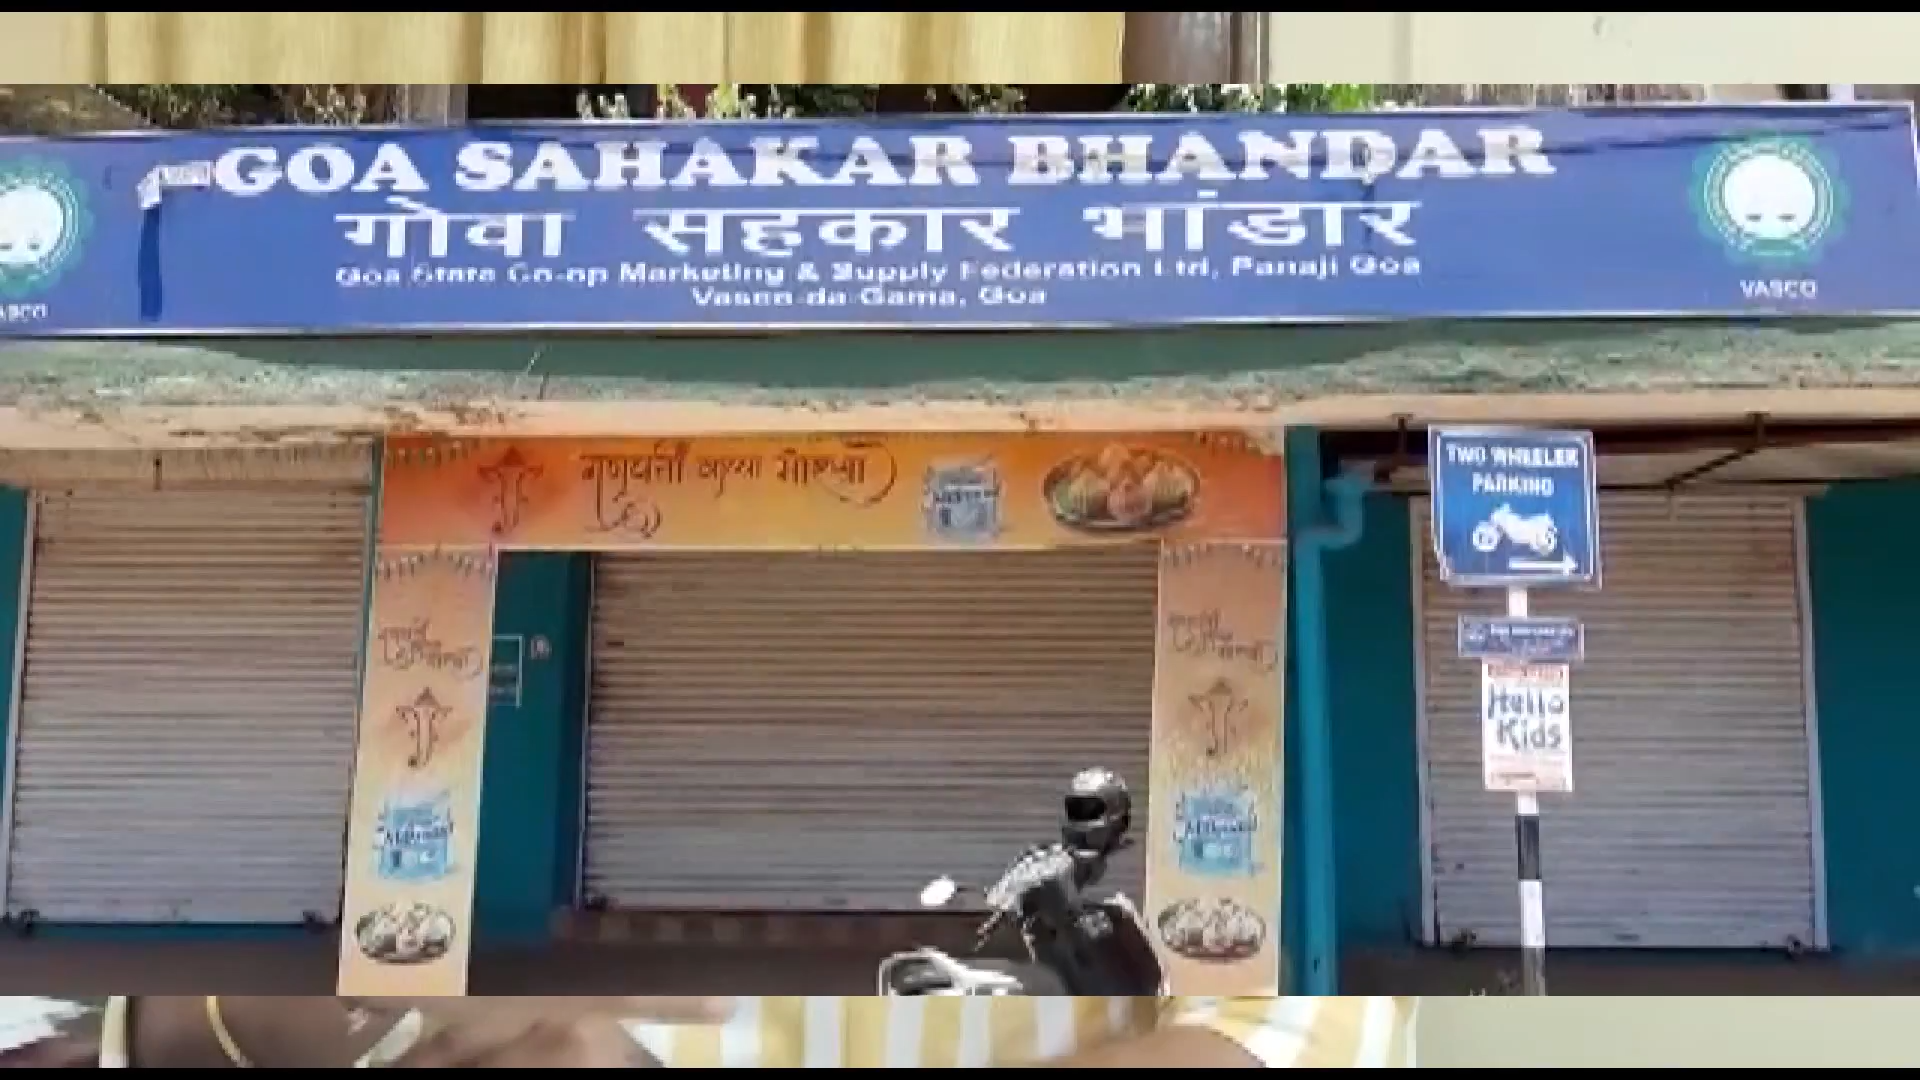 GOA SAHAKAR BHANDAR
गोवा सहकार भांडार
Goa State Co-op Marketing & Supply Federation Ltd, Panaji Goa
Vasco-da-Gama, Goa
VASCO
VASCO
गणपती बाप्पा मोरया
TWO WHEELER
PARKING
Hello
Kids